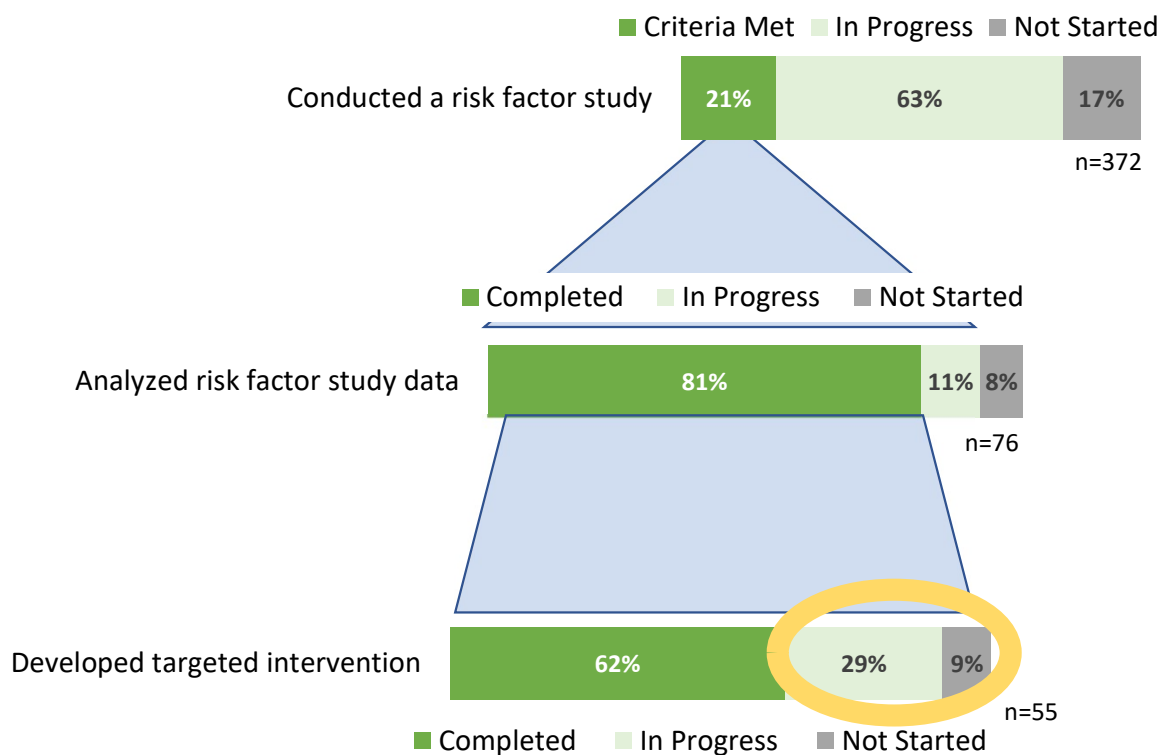 Criteria Met In Progress Not Started
Conducted a risk factor study 21% 63% 17%
n=372
Completed In Progress Not Started
Analyzed risk factor study data 81% 11% 8%
n=76
Developed targeted intervention 62% 29% 9%
n=55
Completed In Progress Not Started